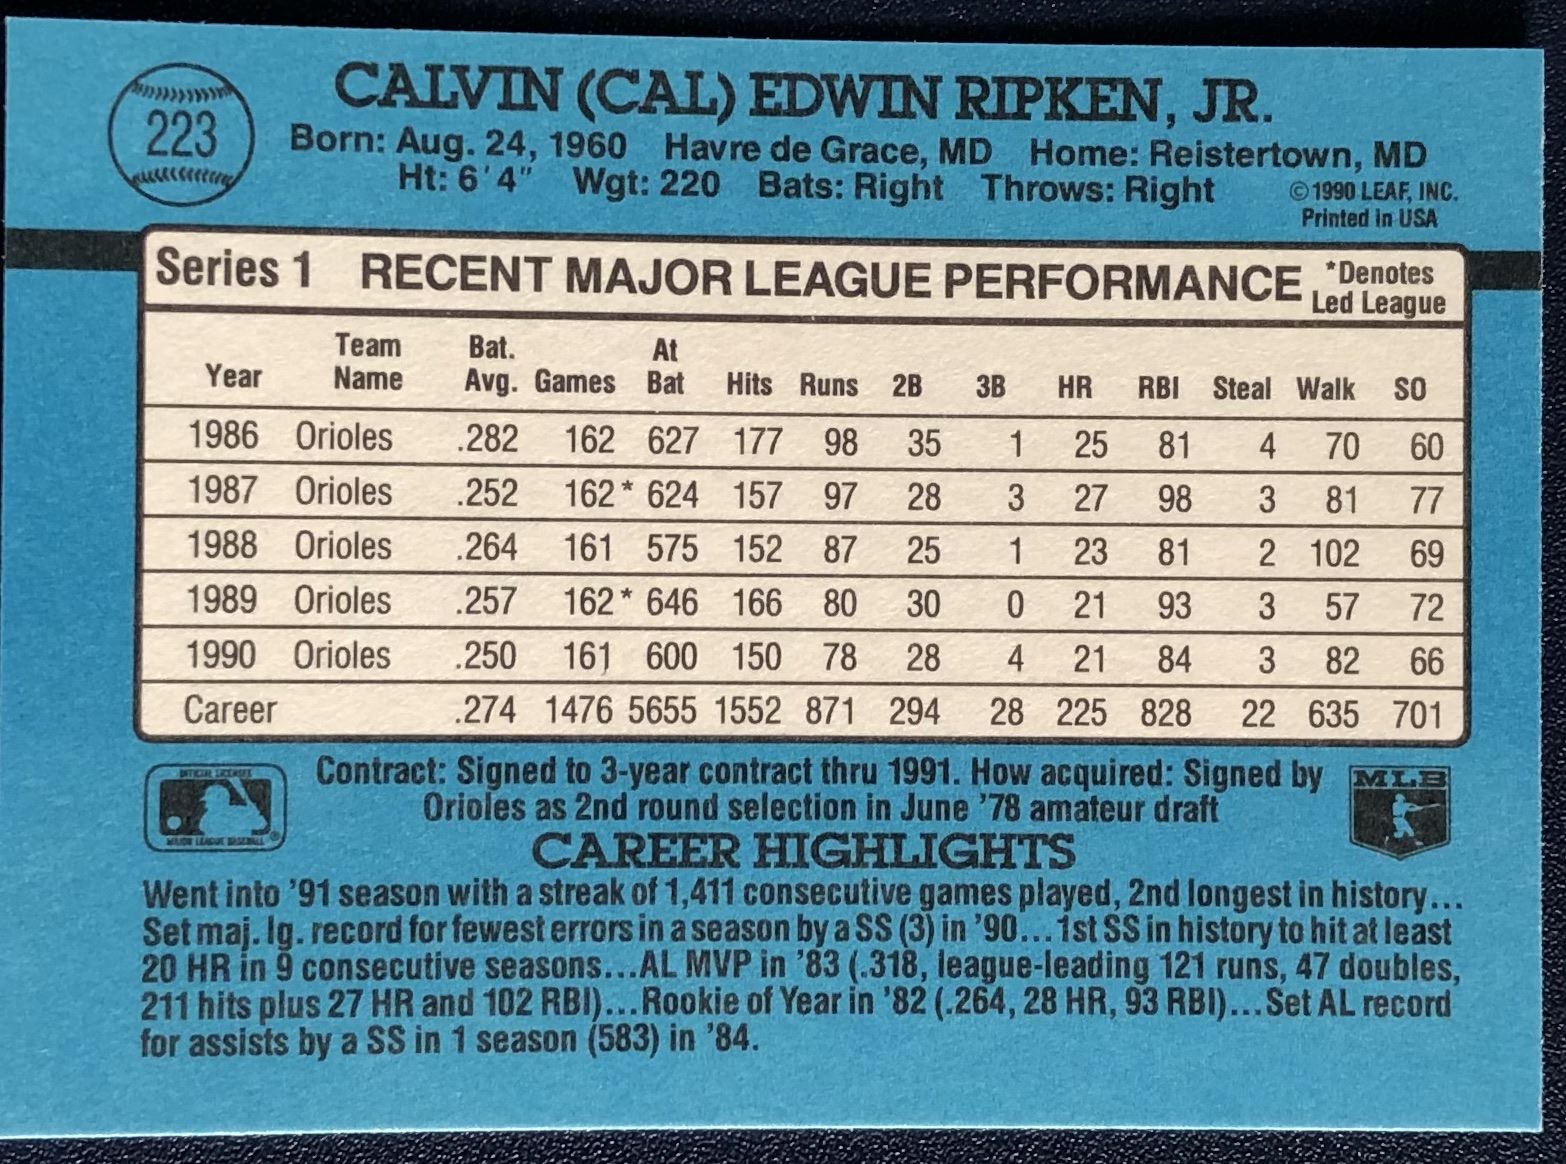 223
CALVIN (CAL) EDWIN RIPKEN, JR.
Born: Aug. 24, 1960 Havre de Grace, MD Home: Reistertown, MD
Ht: 6'4" Wgt: 220 Bats: Right Throws: Right
©1990 LEAF, INC.
Printed in USA
Series 1 RECENT MAJOR LEAGUE PERFORMANCE *Denotes Led League
Year Team Name Bat. Avg. Games At Bat Hits Runs 2B 3B HR RBI Steal Walk SO
1986 Orioles .282 162 627 177 98 35 1 25 81 4 70 60
1987 Orioles .252 162* 624 157 97 28 3 27 98 3 81 77
1988 Orioles .264 161 575 152 87 25 1 23 81 2 102 69
1989 Orioles .257 162* 646 166 80 30 0 21 93 3 57 72
1990 Orioles .250 161 600 150 78 28 4 21 84 3 82 66
Career .274 1476 5655 1552 871 294 28 225 828 22 635 701
OFFICIAL LICENSEE
MAJOR LEAGUE BASEBALL
®
Contract: Signed to 3-year contract thru 1991. How acquired: Signed by
Orioles as 2nd round selection in June '78 amateur draft
MLB
CAREER HIGHLIGHTS
Went into '91 season with a streak of 1,411 consecutive games played, 2nd longest in history...
Set maj. lg. record for fewest errors in a season by a SS (3) in '90...1st SS in history to hit at least
20 HR in 9 consecutive seasons...AL MVP in '83 (.318, league-leading 121 runs, 47 doubles,
211 hits plus 27 HR and 102 RBI)...Rookie of Year in '82 (.264, 28 HR, 93 RBI)...Set AL record
for assists by a SS in 1 season (583) in '84.